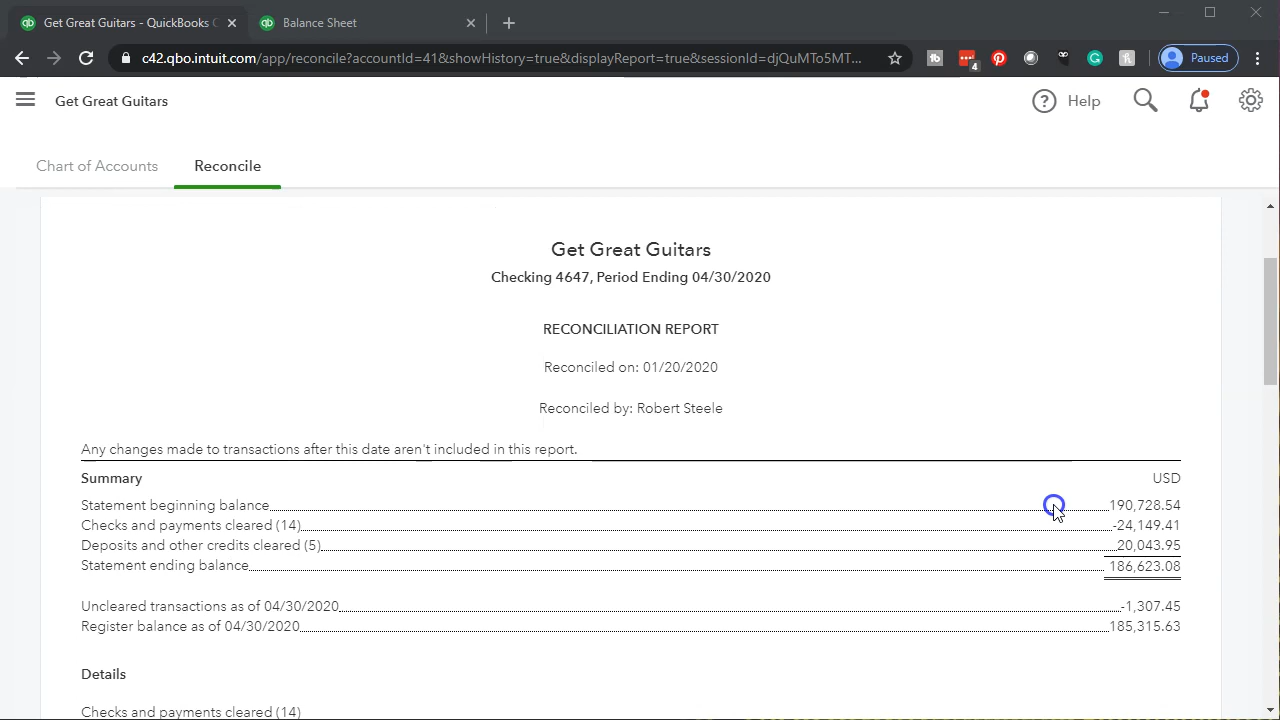 Get Great Guitars - QuickBooks
Balance Sheet
c42.qbo.intuit.com/app/reconcile?accountId=41&showHistory=true&displayReport=true&sessionId=djQuMTo5MT...
4
Paused
Get Great Guitars
Help
Chart of Accounts
Reconcile
Get Great Guitars
Checking 4647, Period Ending 04/30/2020
RECONCILIATION REPORT
Reconciled on: 01/20/2020
Reconciled by: Robert Steele
Any changes made to transactions after this date aren't included in this report.
Summary USD
Statement beginning balance 190,728.54
Checks and payments cleared (14) -24,149.41
Deposits and other credits cleared (5) 20,043.95
Statement ending balance 186,623.08
Uncleared transactions as of 04/30/2020 -1,307.45
Register balance as of 04/30/2020 185,315.63
Details
Checks and payments cleared (14)